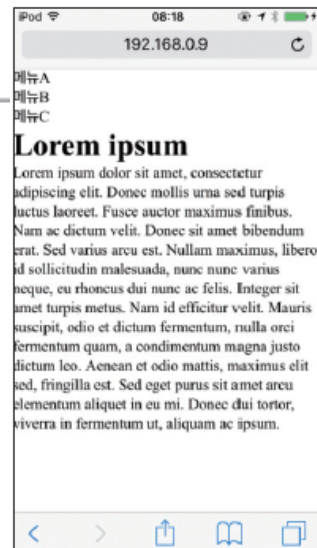 iPod 08:18
192.168.0.9
메뉴A
메뉴B
메뉴C
Lorem ipsum
Lorem ipsum dolor sit amet, consectetur
adipiscing elit. Donec mollis urna sed turpis
luctus laoreet. Fusce auctor maximus finibus.
Nam ac dictum velit. Donec sit amet bibendum
erat. Sed varius arcu est. Nullam maximus, libero
id sollicitudin malesuada, nunc nunc varius
neque, eu rhoncus dui nunc ac felis. Integer sit
amet turpis metus. Nam id efficitur velit. Mauris
suscipit, odio et dictum fermentum, nulla orci
fermentum quam, a condimentum magna justo
dictum leo. Aenean et odio mattis, maximus elit
sed, fringilla est. Sed eget purus sit amet arcu
elementum aliquet in eu mi. Donec dui tortor,
viverra in fermentum ut, aliquam ac ipsum.